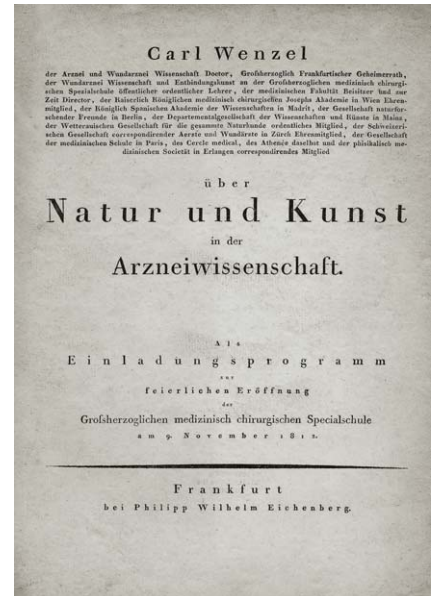 Carl Wenzel
der Arznei und Wundarznei Wissenschaft Doctor, Grofsherzoglich Frankfurtischer Geheimerrath,
der Wundarznei Wissenschaft und Entbindungskunst an der Grofsherzoglichen medizinisch chirurgi-
schen Specialschule öffentlicher ordentlicher Lehrer, der medicinischen Fakultät Beisitzer und zur
Zeit Director, der Kaiserlich Königlichen medizinisch chirurgischen Josephs Akademie in Wien Ehren-
mitglied, der Königlich Spanischen Akademie der Wissenschaften in Madrit, der Gesellschaft naturfor-
schender Freunde in Berlin, der Departementalgesellschaft der Wissenschaften und Künste in Mainz,
der Wetterauischen Gesellschaft für die gesammte Naturkunde ordentliches Mitglied, der Schweizeri-
schen Gesellschaft correspondirender Aerzte und Wundärzte in Zürch Ehrenmitglied, der Gesellschaft
der medizinischen Schule in Paris, des Cercle medical, des Athenée daselbst und der phisikalisch me-
dizinischen Societät in Erlangen correspondirendes Mitglied
über
Natur und Kunst
in der
Arzneiwissenschaft.
Als
Einladungsprogramm
zur
feierlichen Eröffnung
der
Grofsherzoglichen medizinisch chirurgischen Specialschule
am 9. November 1812.
Frankfurt
bei Philipp Wilhelm Eichenberg.